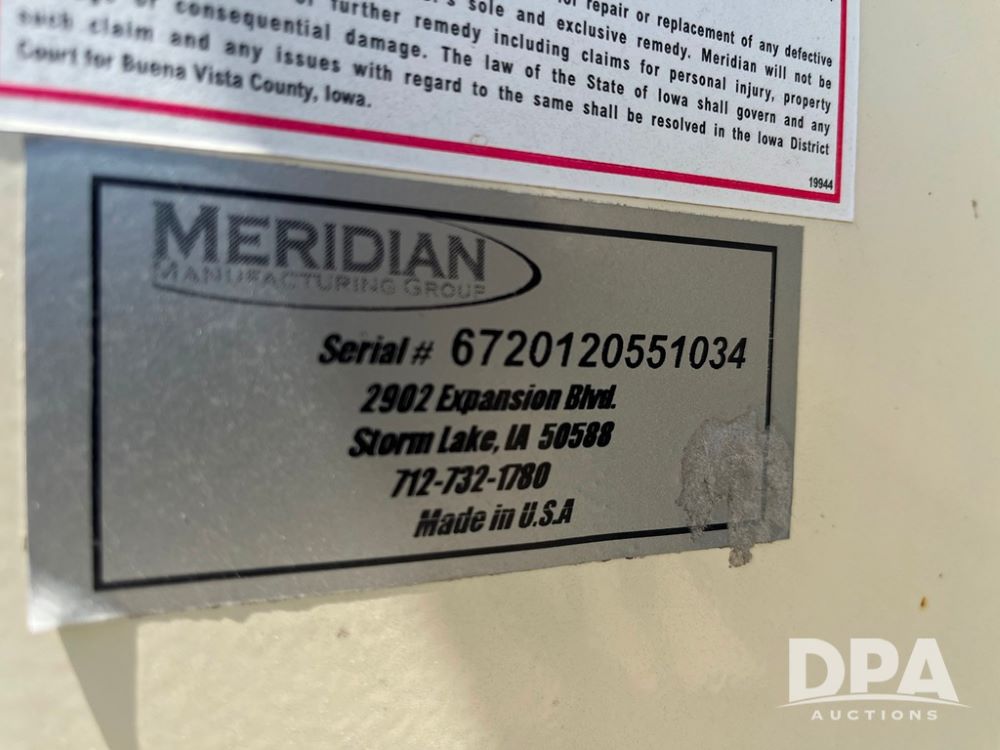 for repair or replacement of any defective
's sole and exclusive remedy. Meridian will not be
or further remedy including claims for personal injury, property
or consequential damage. The law of the State of Iowa shall govern and any
such claim and any issues with regard to the same shall be resolved in the Iowa District
Court for Buena Vista County, Iowa.
19944
MERIDIAN
MANUFACTURING GROUP
Serial # 6720120551034
2902 Expansion Blvd.
Storm Lake, IA 50588
712-732-1780
Made in U.S.A
DPA
AUCTIONS